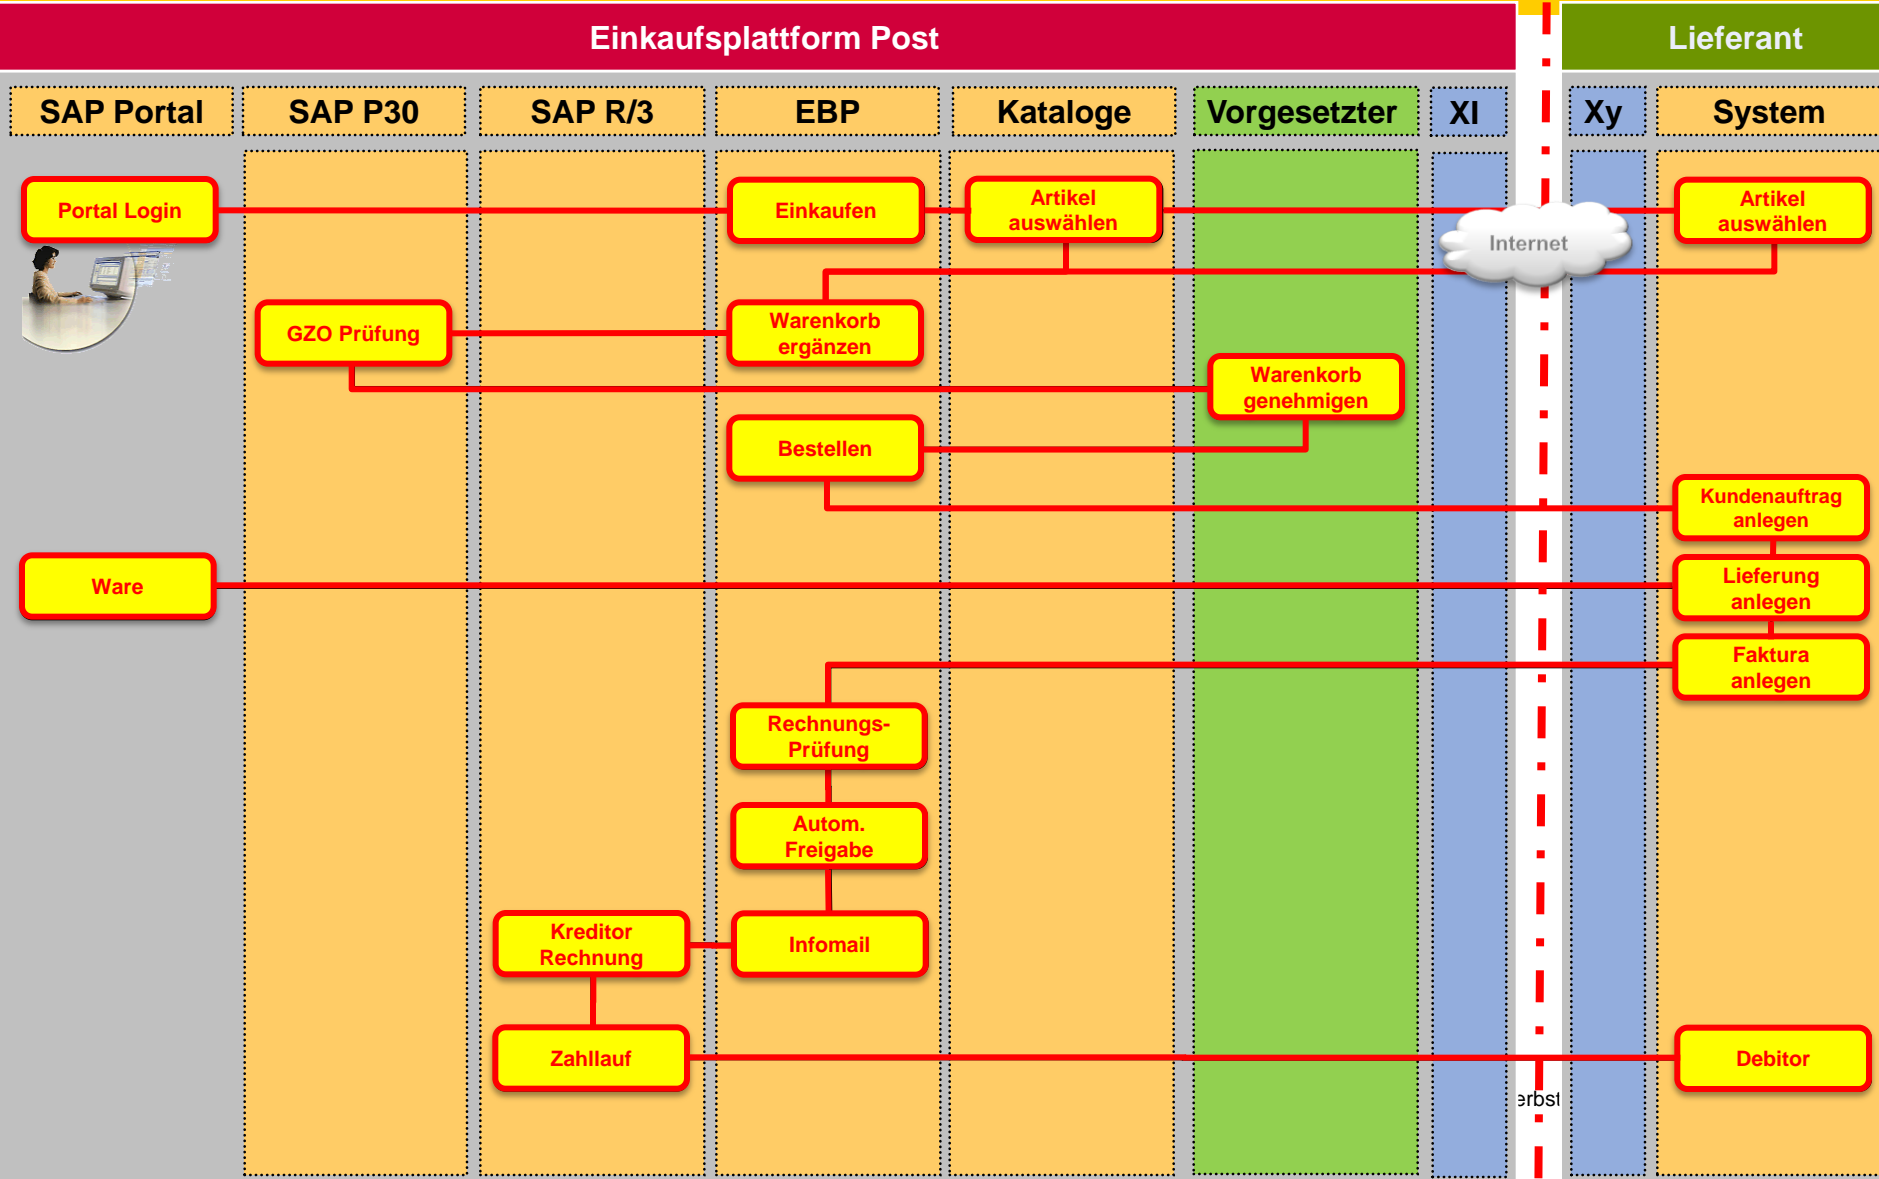 Einkaufsplattform Post
Lieferant
SAP Portal
SAP P30
SAP R/3
EBP
Kataloge
Vorgesetzter
XI
Xy
System
Portal Login
Einkaufen
Artikel
auswählen
Artikel
auswählen
Internet
GZO Prüfung
Warenkorb
ergänzen
Warenkorb
genehmigen
Bestellen
Kundenauftrag
anlegen
Ware
Lieferung
anlegen
Faktura
anlegen
Rechnungs-
Prüfung
Autom.
Freigabe
Kreditor
Rechnung
Infomail
Zahllauf
Debitor
erbst